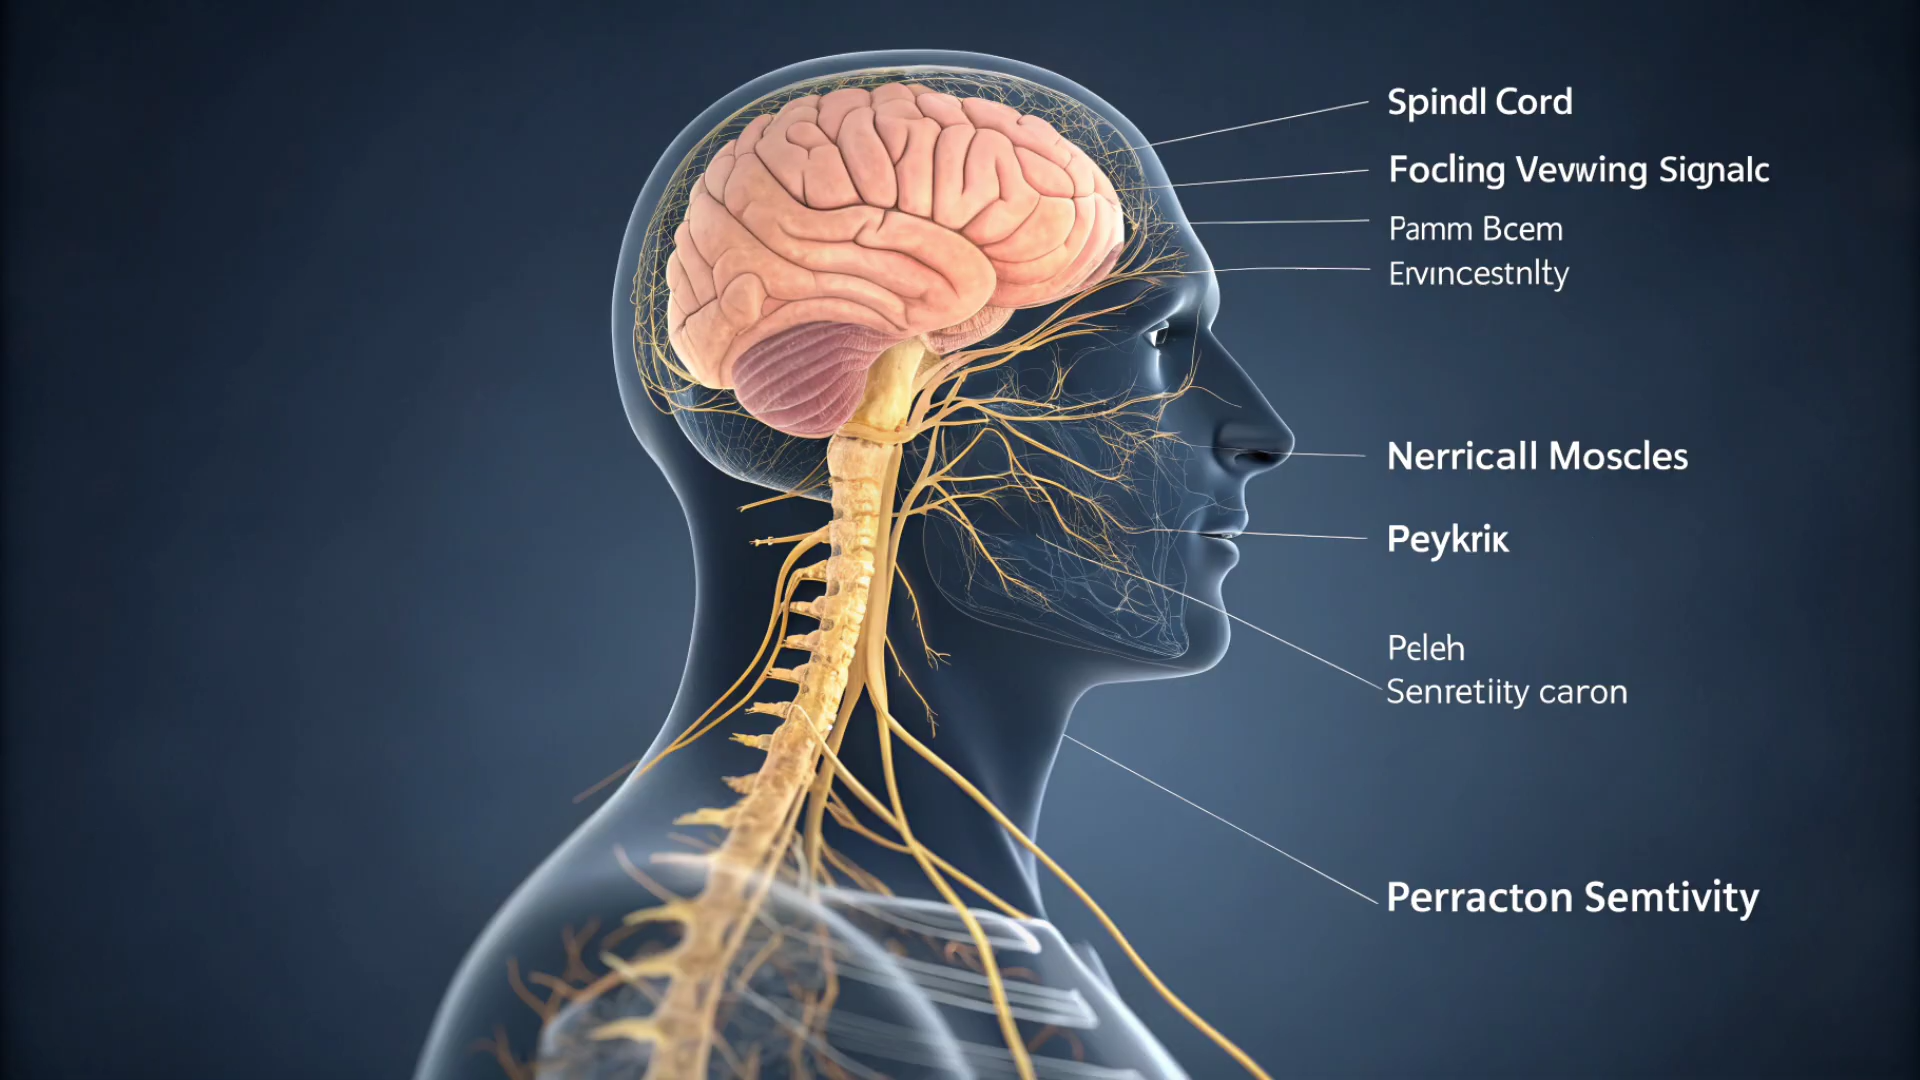 Spindl Cord
Focling Vevwing Siqnalc
Pamm Bcem
Ervincestnlty
Nerricall Moscles
Peykrik
Peleh
Senretiity caron
Perracton Semtivity